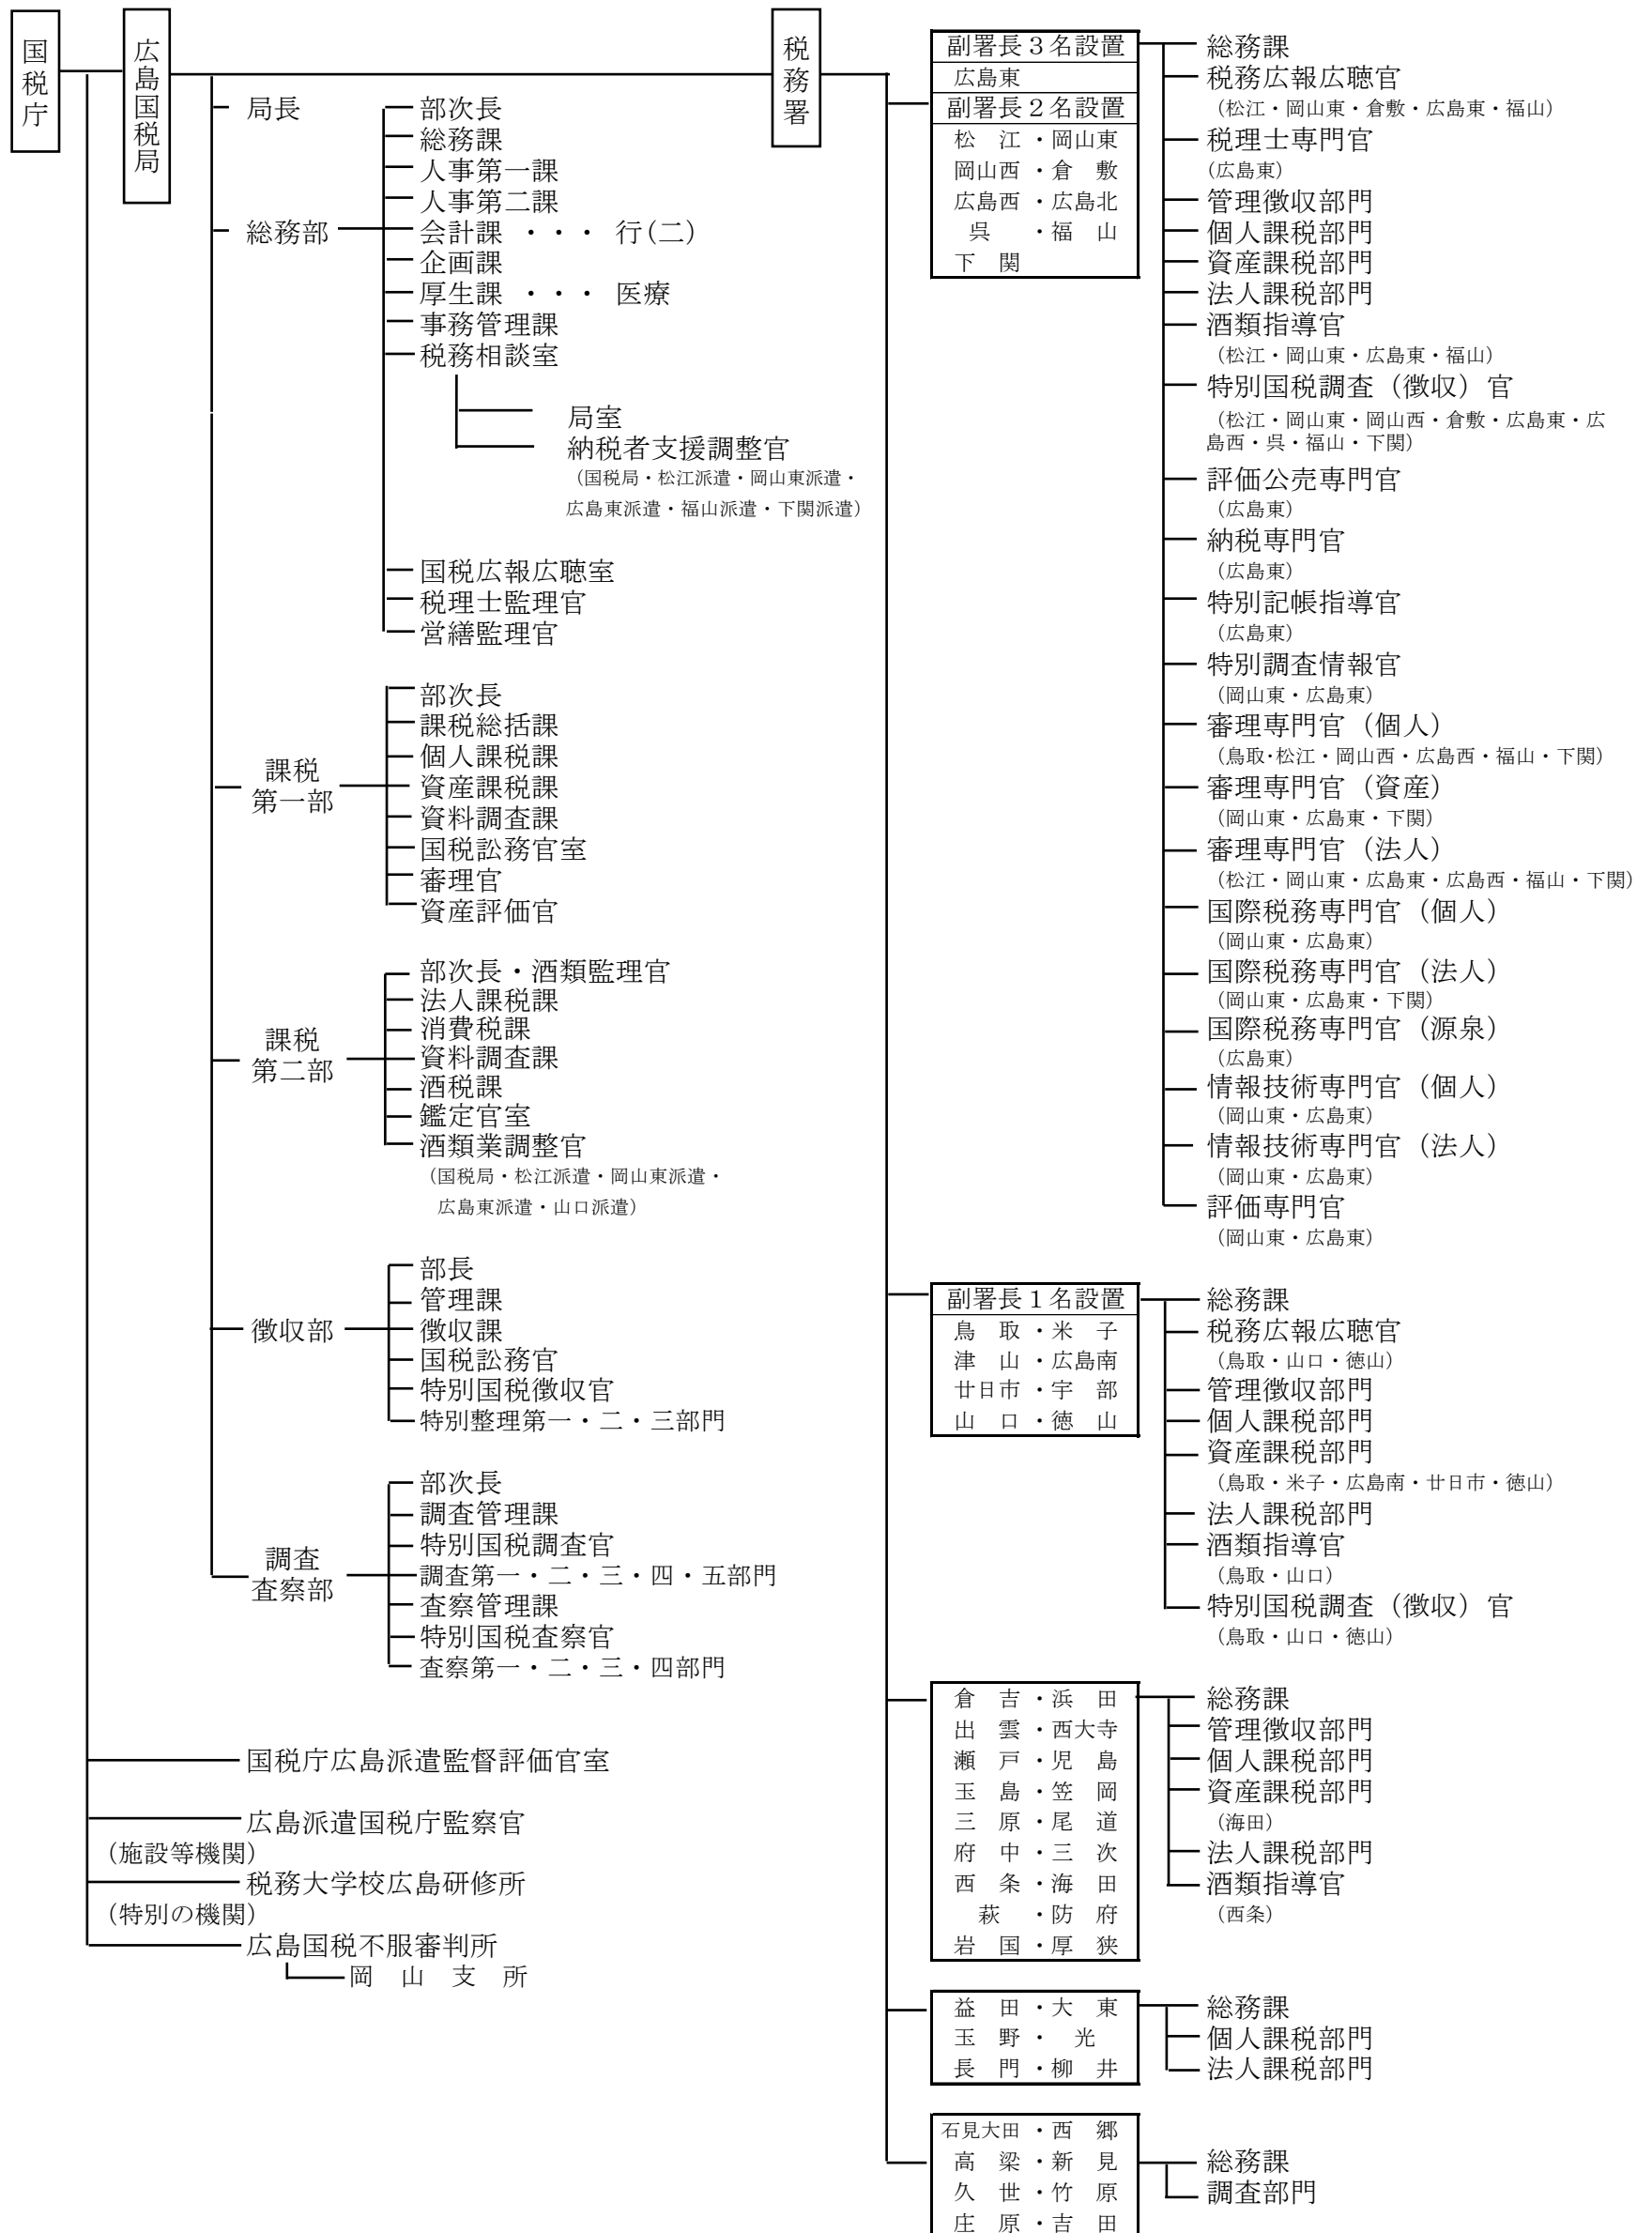 国税庁
広島国税局
局長
総務部
部次長
総務課
人事第一課
人事第二課
会計課 ・・・ 行(二)
企画課
厚生課 ・・・ 医療
事務管理課
税務相談室
局室
納税者支援調整官
（国税局・松江派遣・岡山東派遣・
広島東派遣・福山派遣・下関派遣）
国税広報広聴室
税理士監理官
営繕監理官
課税
第一部
部次長
課税総括課
個人課税課
資産課税課
資料調査課
国税訟務官室
審理官
資産評価官
課税
第二部
部次長・酒類監理官
法人課税課
消費税課
資料調査課
酒税課
鑑定官室
酒類業調整官
（国税局・松江派遣・岡山東派遣・
広島東派遣・山口派遣）
徴収部
部長
管理課
徴収課
国税訟務官
特別国税徴収官
特別整理第一・二・三部門
調査
査察部
部次長
調査管理課
特別国税調査官
調査第一・二・三・四・五部門
査察管理課
特別国税査察官
査察第一・二・三・四部門
国税庁広島派遣監督評価官室
広島派遣国税庁監察官
（施設等機関）
税務大学校広島研修所
（特別の機関）
広島国税不服審判所
岡　山　支　所
税務署
副署長３名設置
広島東
副署長２名設置
松　江・岡山東
岡山西・倉　敷
広島西・広島北
呉　・福　山
下　関
総務課
税務広報広聴官
（松江・岡山東・倉敷・広島東・福山）
税理士専門官
（広島東）
管理徴収部門
個人課税部門
資産課税部門
法人課税部門
酒類指導官
（松江・岡山東・広島東・福山）
特別国税調査（徴収）官
（松江・岡山東・岡山西・倉敷・広島東・広
島西・呉・福山・下関）
評価公売専門官
（広島東）
納税専門官
（広島東）
特別記帳指導官
（広島東）
特別調査情報官
（岡山東・広島東）
審理専門官（個人）
（鳥取･松江・岡山西・広島西・福山・下関）
審理専門官（資産）
（岡山東・広島東・下関）
審理専門官（法人）
（松江・岡山東・広島東・広島西・福山・下関）
国際税務専門官（個人）
（岡山東・広島東）
国際税務専門官（法人）
（岡山東・広島東・下関）
国際税務専門官（源泉）
（広島東）
情報技術専門官（個人）
（岡山東・広島東）
情報技術専門官（法人）
（岡山東・広島東）
評価専門官
（岡山東・広島東）
副署長１名設置
鳥　取・米　子
津　山・広島南
廿日市・宇　部
山　口・徳　山
総務課
税務広報広聴官
（鳥取・山口・徳山）
管理徴収部門
個人課税部門
資産課税部門
（鳥取・米子・広島南・廿日市・徳山）
法人課税部門
酒類指導官
（鳥取・山口）
特別国税調査（徴収）官
（鳥取・山口・徳山）
倉　吉・浜　田
出　雲・西大寺
瀬　戸・児　島
玉　島・笠　岡
三　原・尾　道
府　中・三　次
西　条・海　田
萩　・防　府
岩　国・厚　狭
総務課
管理徴収部門
個人課税部門
資産課税部門
（海田）
法人課税部門
酒類指導官
（西条）
益　田・大　東
玉　野・　光
長　門・柳　井
総務課
個人課税部門
法人課税部門
石見大田・西　郷
高　梁・新　見
久　世・竹　原
庄　原・吉　田
総務課
調査部門